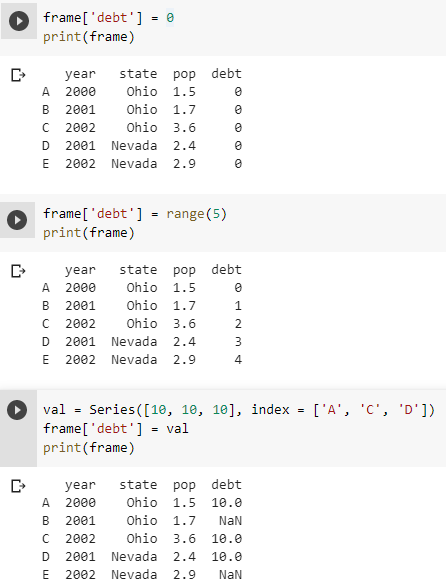 frame['debt'] = 0
print(frame)
year state pop debt
A 2000 Ohio 1.5 0
B 2001 Ohio 1.7 0
C 2002 Ohio 3.6 0
D 2001 Nevada 2.4 0
E 2002 Nevada 2.9 0
frame['debt'] = range(5)
print(frame)
year state pop debt
A 2000 Ohio 1.5 0
B 2001 Ohio 1.7 1
C 2002 Ohio 3.6 2
D 2001 Nevada 2.4 3
E 2002 Nevada 2.9 4
val = Series([10, 10, 10], index = ['A', 'C', 'D'])
frame['debt'] = val
print(frame)
year state pop debt
A 2000 Ohio 1.5 10.0
B 2001 Ohio 1.7 NaN
C 2002 Ohio 3.6 10.0
D 2001 Nevada 2.4 10.0
E 2002 Nevada 2.9 NaN